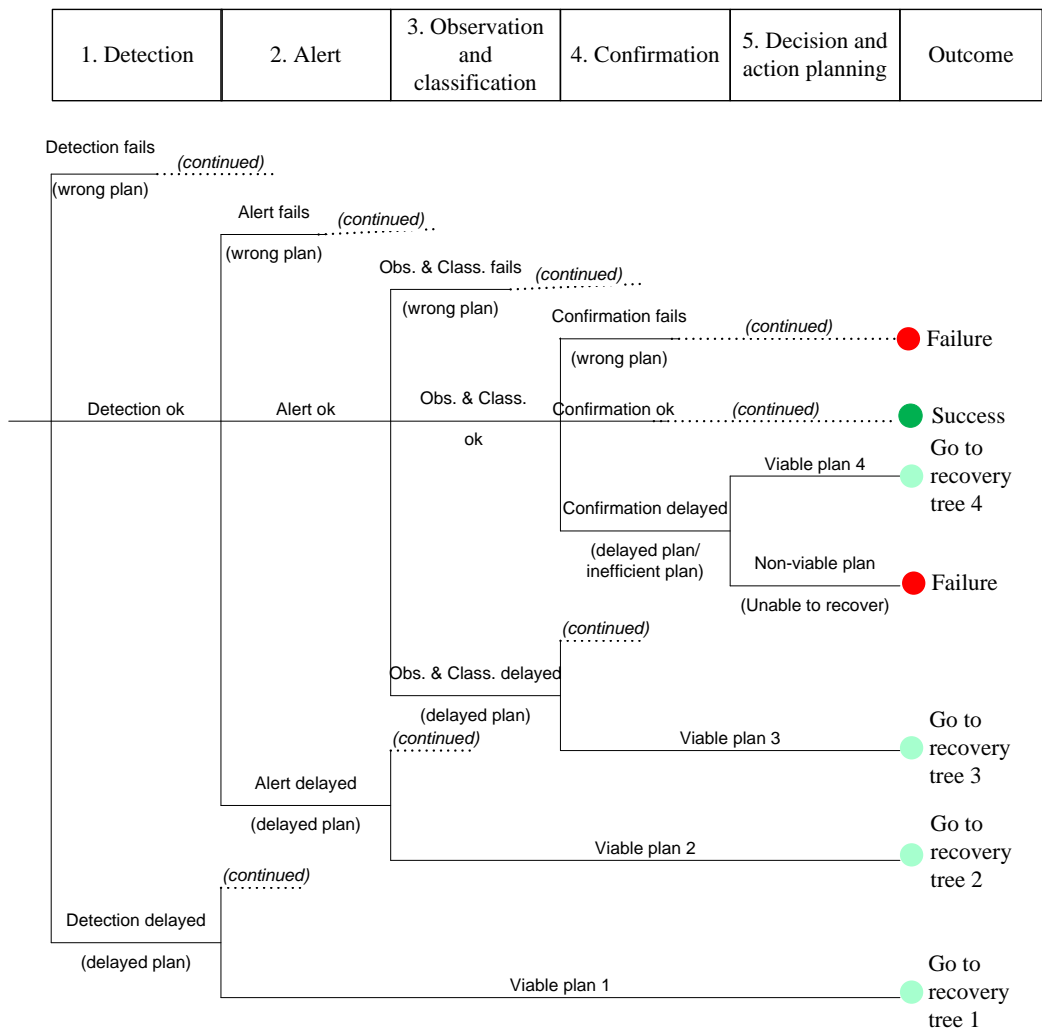 1. Detection
2. Alert
3. Observation
and
classification
4. Confirmation
5. Decision and
action planning
Outcome
Detection fails
(continued)
(wrong plan)
Alert fails
(continued)
(wrong plan)
Obs. & Class. fails
(continued)
(wrong plan)
Confirmation fails
(continued)
Failure
(wrong plan)
Detection ok
Alert ok
Obs. & Class.
ok
Confirmation ok
(continued)
Success
Viable plan 4
Go to
recovery
tree 4
Confirmation delayed
(delayed plan/
inefficient plan)
Non-viable plan
(Unable to recover)
Failure
(continued)
Obs. & Class. delayed
(delayed plan)
Viable plan 3
Go to
recovery
tree 3
(continued)
Alert delayed
(delayed plan)
Viable plan 2
Go to
recovery
tree 2
(continued)
Detection delayed
(delayed plan)
Viable plan 1
Go to
recovery
tree 1